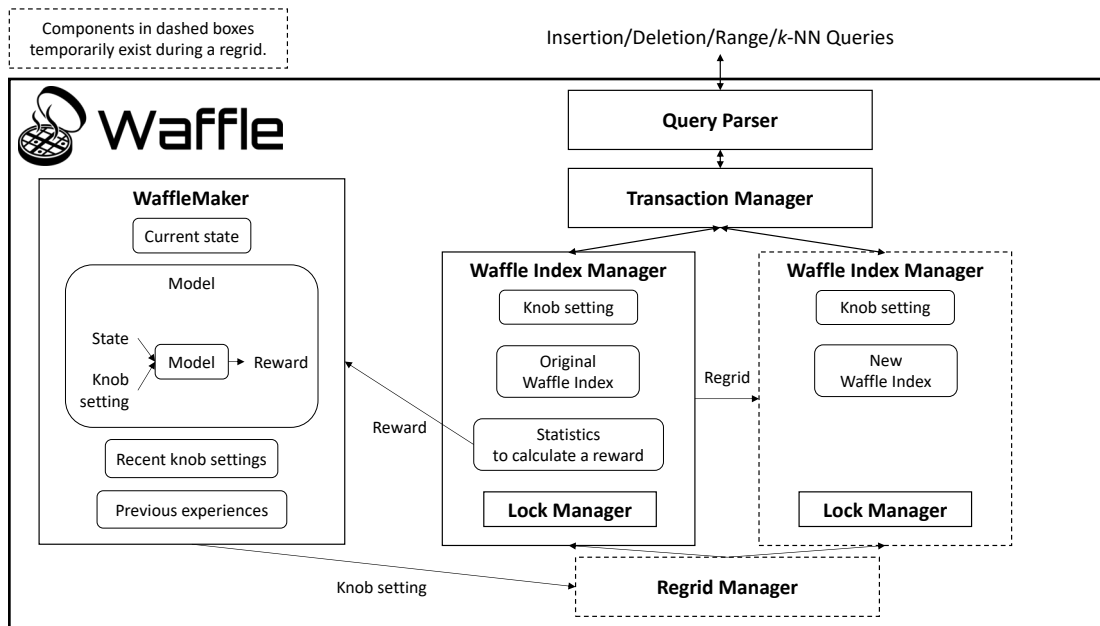 Components in dashed boxes
temporarily exist during a regrid.
Insertion/Deletion/Range/k-NN Queries
Waffle
Query Parser
Transaction Manager
WaffleMaker
Current state
Model
State
Knob
setting
Model
Reward
Recent knob settings
Previous experiences
Reward
Knob setting
Waffle Index Manager
Knob setting
Original
Waffle Index
Statistics
to calculate a reward
Lock Manager
Regrid
Waffle Index Manager
Knob setting
New
Waffle Index
Lock Manager
Regrid Manager